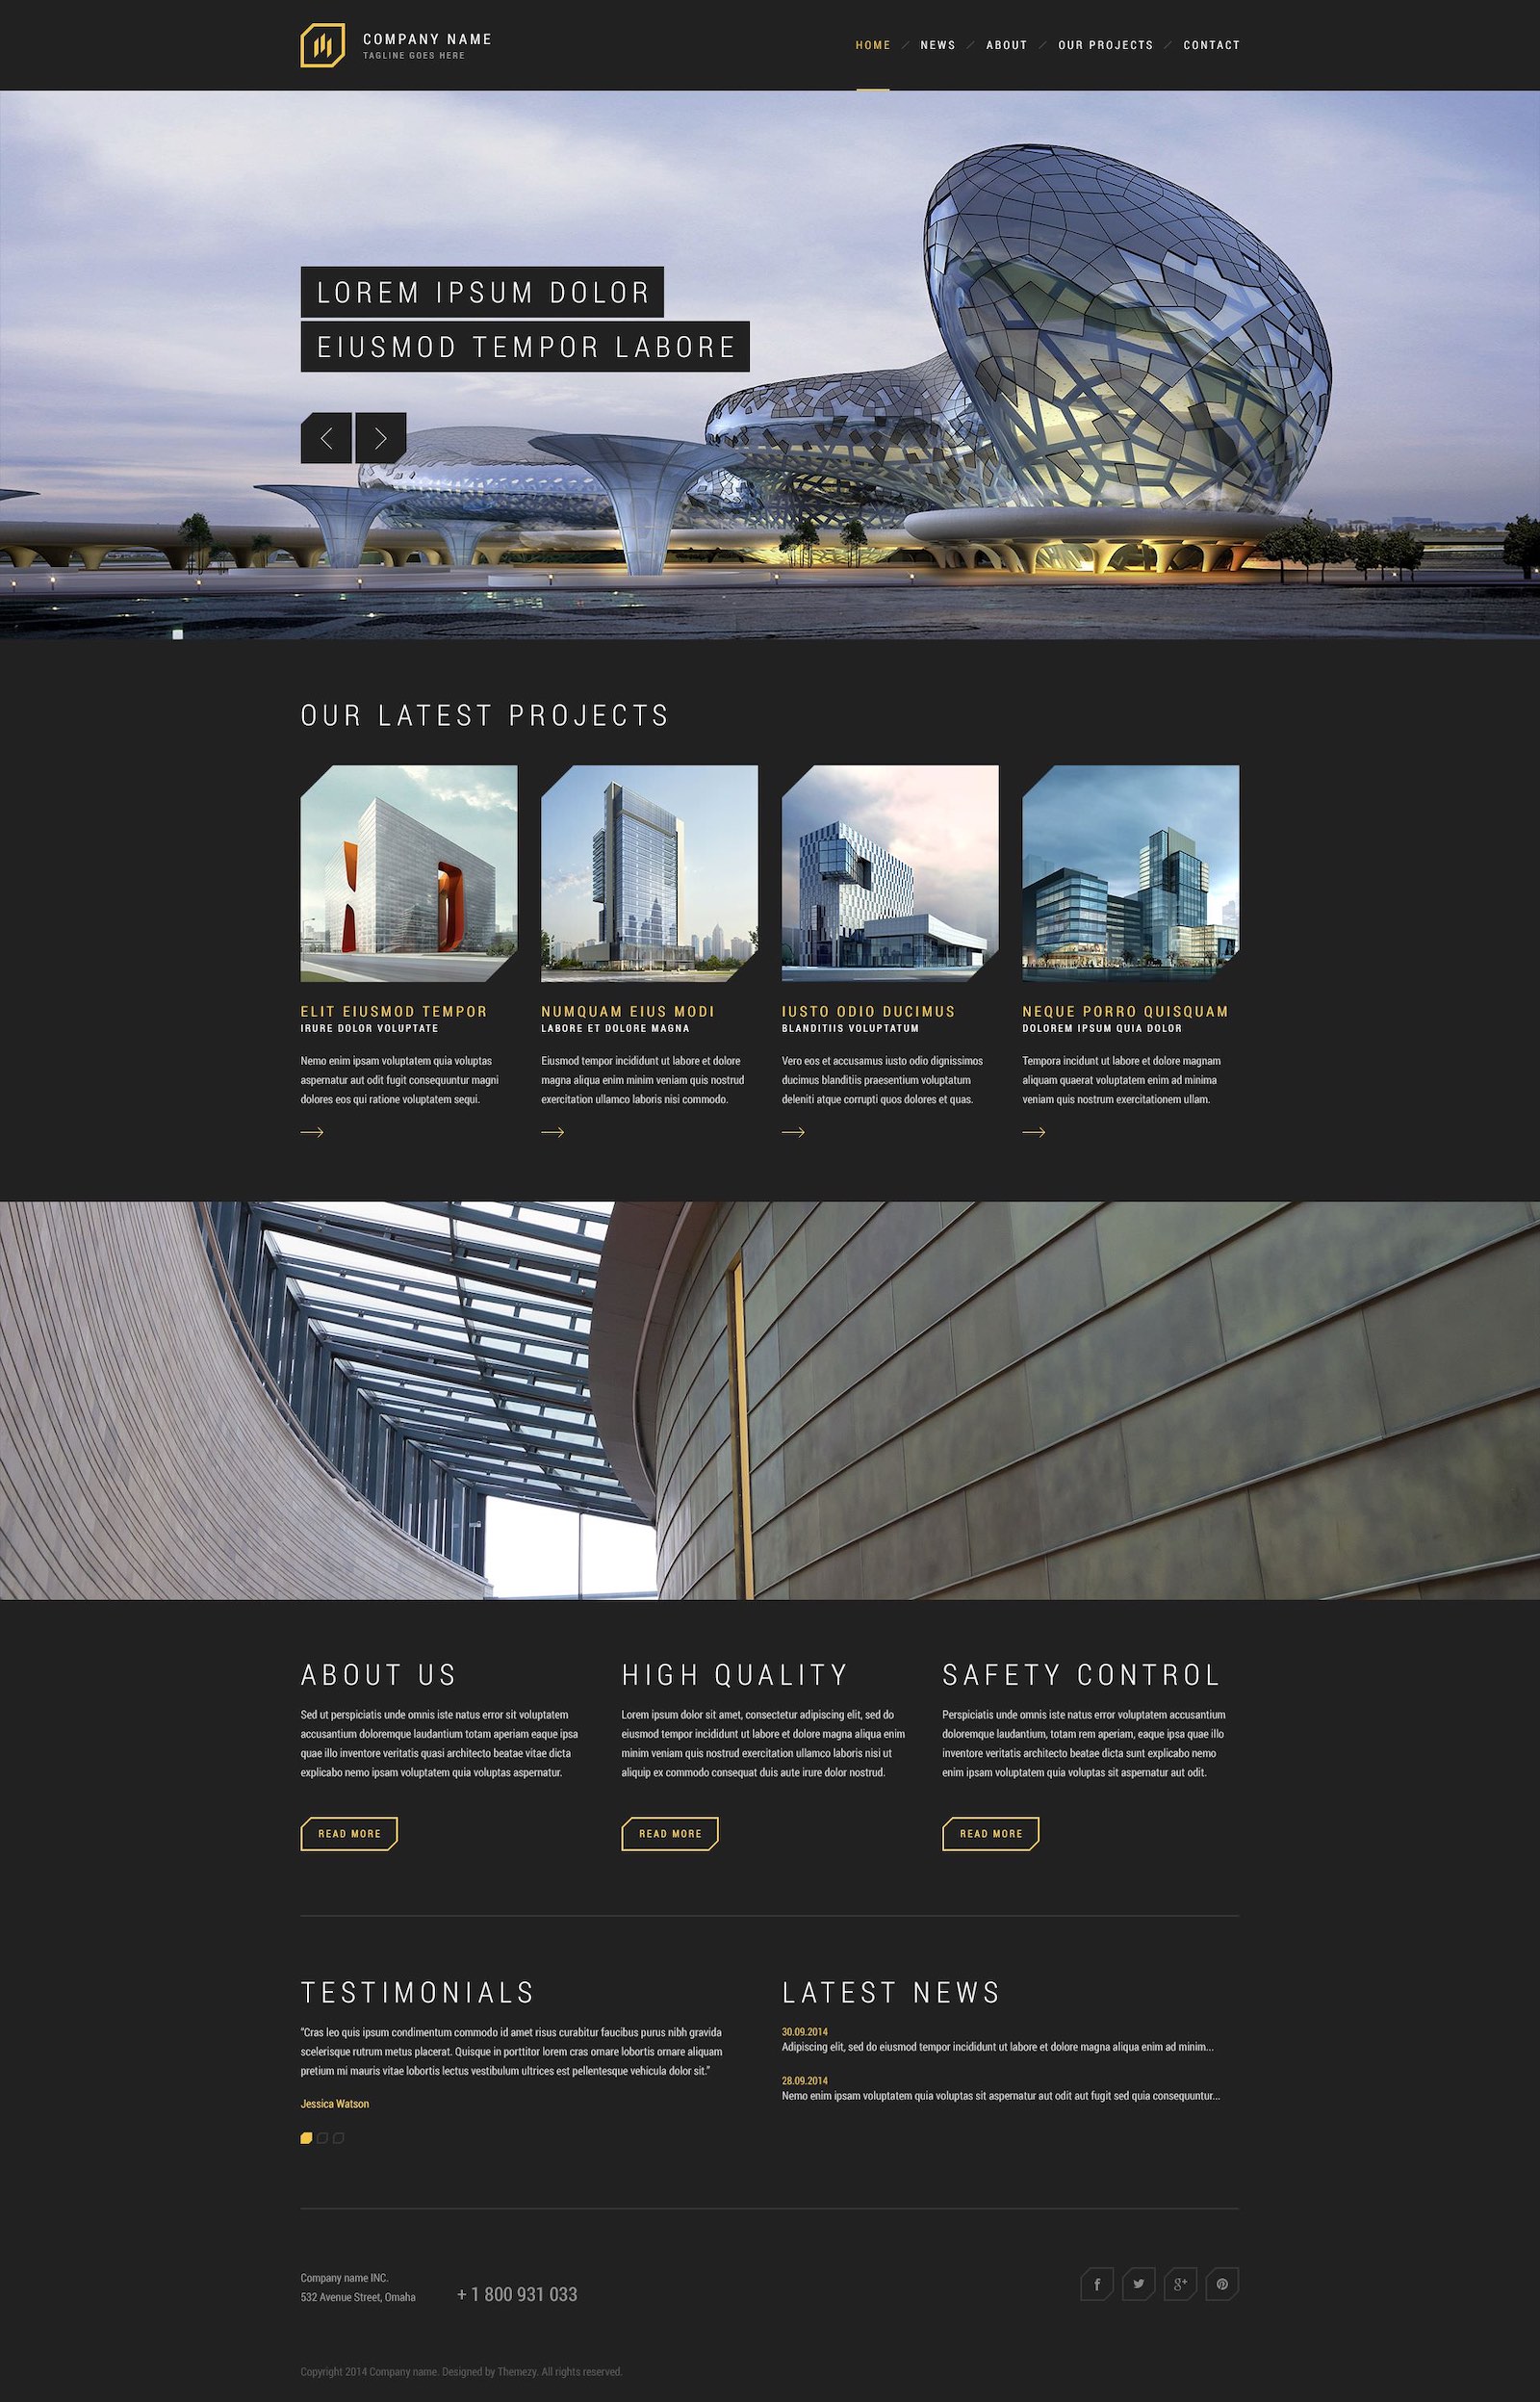 COMPANY NAME
TAGLINE GOES HERE
HOME / NEWS / ABOUT / OUR PROJECTS / CONTACT
LOREM IPSUM DOLOR
EIUSMOD TEMPOR LABORE
OUR LATEST PROJECTS
ELIT EIUSMOD TEMPOR
IRURE DOLOR VOLUPTATE
Nemo enim ipsam voluptatem quia voluptas
aspernatur aut odit fugit consequuntur magni
dolores eos qui ratione voluptatem sequi.
NUMQUAM EIUS MODI
LABORE ET DOLORE MAGNA
Eiusmod tempor incididunt ut labore et dolore
magna aliqua enim minim veniam quis nostrud
exercitation ullamco laboris nisi commodo.
IUSTO ODIO DUCIMUS
BLANDITIIS VOLUPTATUM
Vero eos et accusamus iusto odio dignissimos
ducimus blanditiis praesentium voluptatum
deleniti atque corrupti quos dolores et quas.
NEQUE PORRO QUISQUAM
DOLOREM IPSUM QUIA DOLOR
Tempora incidunt ut labore et dolore magnam
aliquam quaerat voluptatem enim ad minima
veniam quis nostrum exercitationem ullam.
ABOUT US
Sed ut perspiciatis unde omnis iste natus error sit voluptatem
accusantium doloremque laudantium totam aperiam eaque ipsa
quae illo inventore veritatis quasi architecto beatae vitae dicta
explicabo nemo ipsam voluptatem quia voluptas aspernatur.
READ MORE
HIGH QUALITY
Lorem ipsum dolor sit amet, consectetur adipiscing elit, sed do
eiusmod tempor incididunt ut labore et dolore magna aliqua enim
minim veniam quis nostrud exercitation ullamco laboris nisi ut
aliquip ex commodo consequat duis aute irure dolor nostrud.
READ MORE
SAFETY CONTROL
Perspiciatis unde omnis iste natus error voluptatem accusantium
doloremque laudantium, totam rem aperiam, eaque ipsa quae illo
inventore veritatis architecto beatae dicta sunt explicabo nemo
enim ipsam voluptatem quia voluptas sit aspernatur aut odit.
READ MORE
TESTIMONIALS
“Cras leo quis ipsum condimentum commodo id amet risus curabitur faucibus purus nibh gravida
scelerisque rutrum metus placerat. Quisque in porttitor lorem cras ornare lobortis ornare aliquam
pretium mi mauris vitae lobortis lectus vestibulum ultrices est pellentesque vehicula dolor sit.”
Jessica Watson
LATEST NEWS
30.09.2014
Adipiscing elit, sed do eiusmod tempor incididunt ut labore et dolore magna aliqua enim ad minim...
28.09.2014
Nemo enim ipsam voluptatem quia voluptas sit aspernatur aut odit aut fugit sed quia consequuntur...
Company name INC.
532 Avenue Street, Omaha
+ 1 800 931 033
Copyright 2014 Company name. Designed by Themezy. All rights reserved.